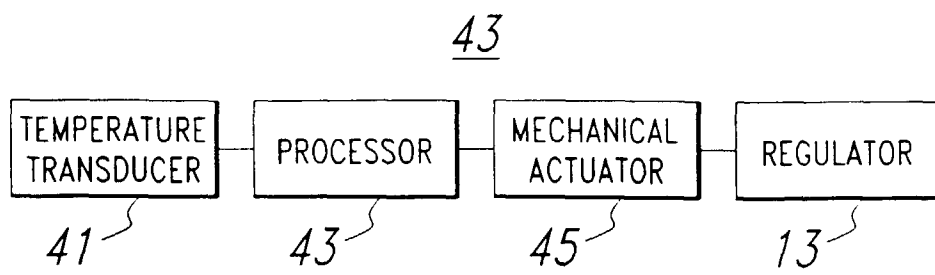 43
TEMPERATURE
TRANSDUCER
PROCESSOR
MECHANICAL
ACTUATOR
REGULATOR
41
43
45
13